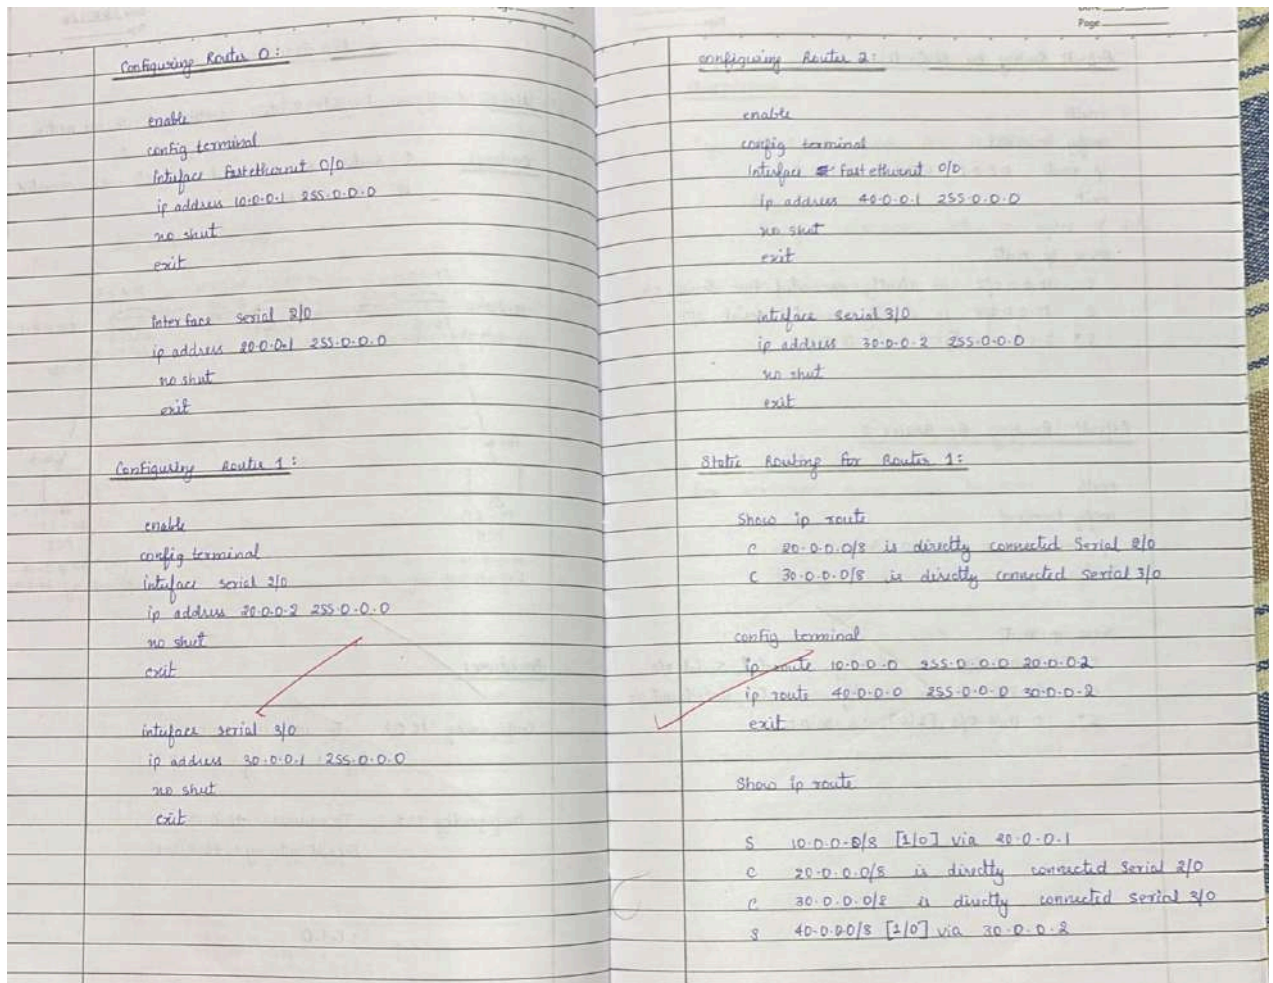 Configuring Router 0:
enable
config terminal
interface fastethernet 0/0
ip address 10.0.0.1 255.0.0.0
no shut
exit
interface serial 2/0
ip address 20.0.0.1 255.0.0.0
no shut
exit
Configuring Router 1:
enable
config terminal
interface serial 2/0
ip address 20.0.0.2 255.0.0.0
no shut
exit
interface serial 3/0
ip address 30.0.0.1 255.0.0.0
no shut
exit
Page
configuring Router 2:
enable
config terminal
Interface fastethernet 0/0
ip address 40.0.0.1 255.0.0.0
no shut
exit
interface serial 3/0
ip address 30.0.0.2 255.0.0.0
no shut
exit
Static Routing for Router 1:
Show ip route
C 20.0.0.0/8 is directly connected Serial 2/0
C 30.0.0.0/8 is directly connected Serial 3/0
config terminal
ip route 10.0.0.0 255.0.0.0 20.0.0.2
ip route 40.0.0.0 255.0.0.0 30.0.0.2
exit
Show ip route
S 10.0.0.0/8 [1/0] via 20.0.0.1
C 20.0.0.0/8 is directly connected Serial 2/0
C 30.0.0.0/8 is directly connected Serial 3/0
S 40.0.0.0/8 [1/0] via 30.0.0.2